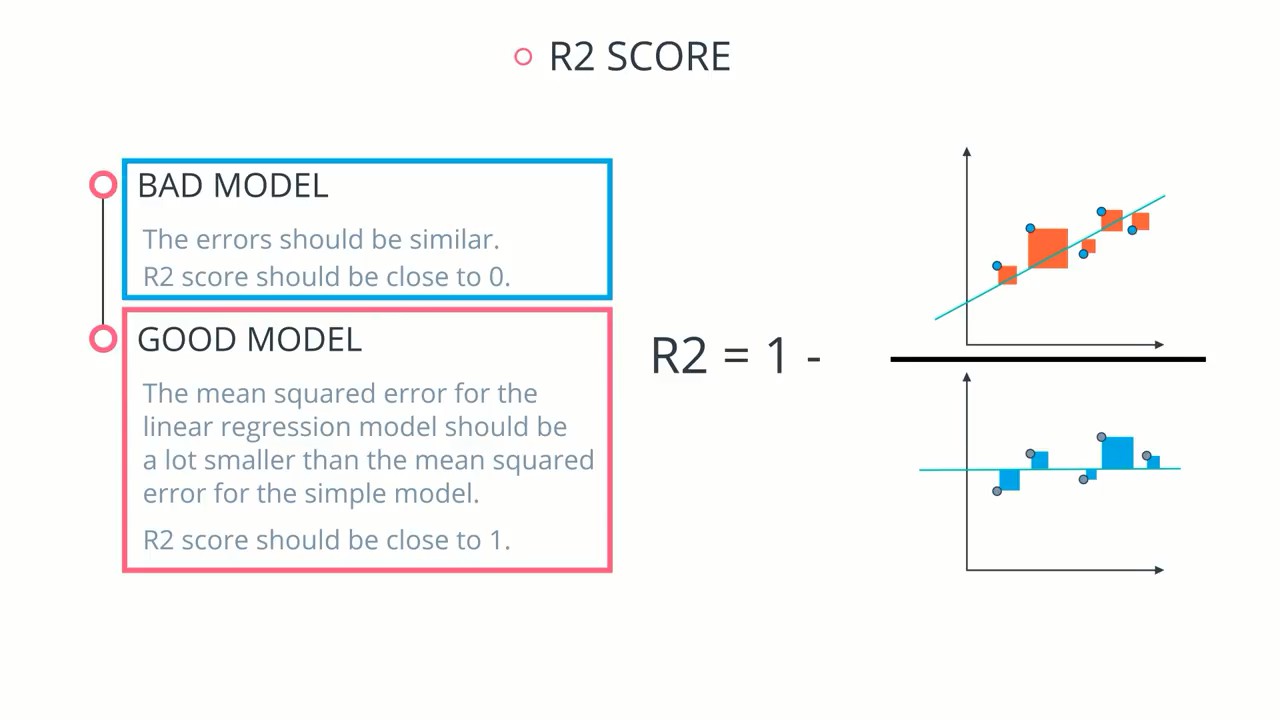 R2 SCORE
BAD MODEL
The errors should be similar.
R2 score should be close to 0.
GOOD MODEL
The mean squared error for the
linear regression model should be
a lot smaller than the mean squared
error for the simple model.
R2 score should be close to 1.
R2 = 1 -